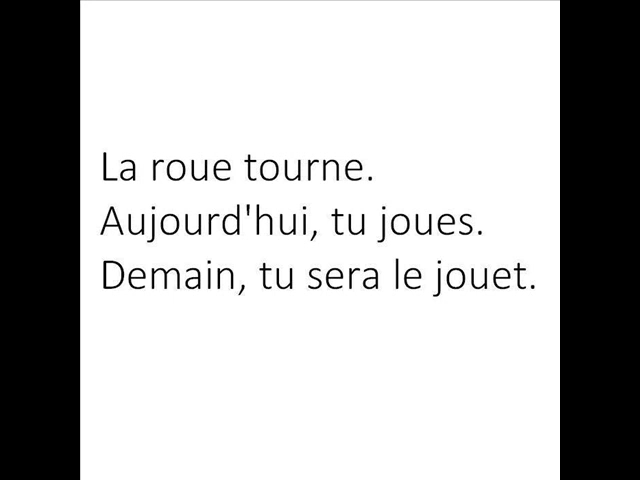 La roue tourne.
Aujourd'hui, tu joues.
Demain, tu sera le jouet.